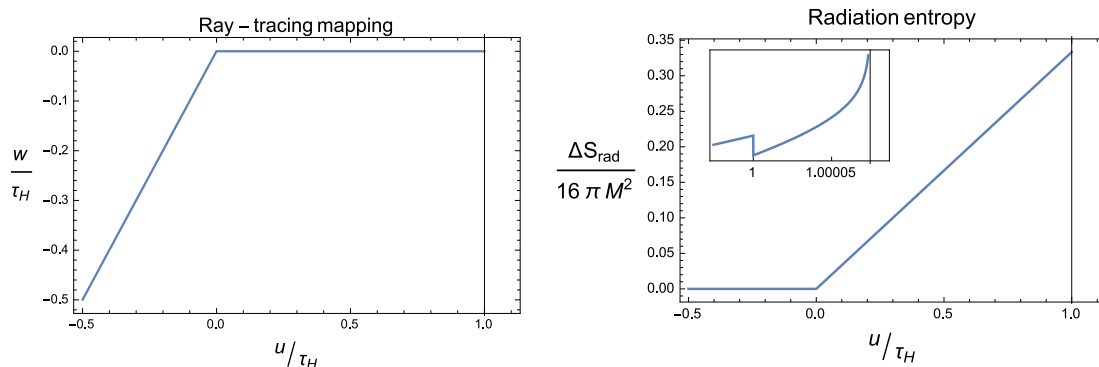 Ray – tracing mapping
0.0
−0.1
−0.2
−0.3
−0.4
−0.5
w
τH
−0.5 0.0 0.5 1.0
u/τH
Radiation entropy
0.35
0.30
0.25
0.20
0.15
0.10
0.05
0.00
ΔSrad
16 π M²
1 1.00005
−0.5 0.0 0.5 1.0
u/τH